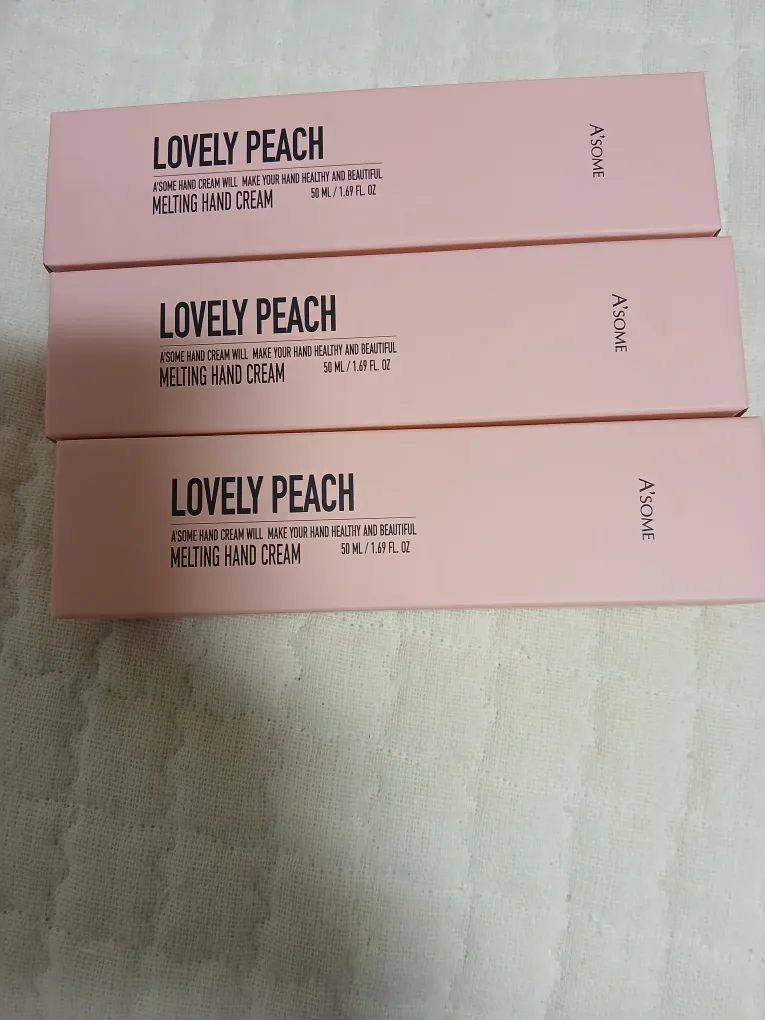 LOVELY PEACH
A'SOME HAND CREAM WILL MAKE YOUR HAND HEALTHY AND BEAUTIFUL
MELTING HAND CREAM 50 ML / 1.69 FL. OZ
A'SOME
LOVELY PEACH
A'SOME HAND CREAM WILL MAKE YOUR HAND HEALTHY AND BEAUTIFUL
MELTING HAND CREAM 50 ML / 1.69 FL. OZ
A'SOME
LOVELY PEACH
A'SOME HAND CREAM WILL MAKE YOUR HAND HEALTHY AND BEAUTIFUL
MELTING HAND CREAM 50 ML / 1.69 FL. OZ
A'SOME